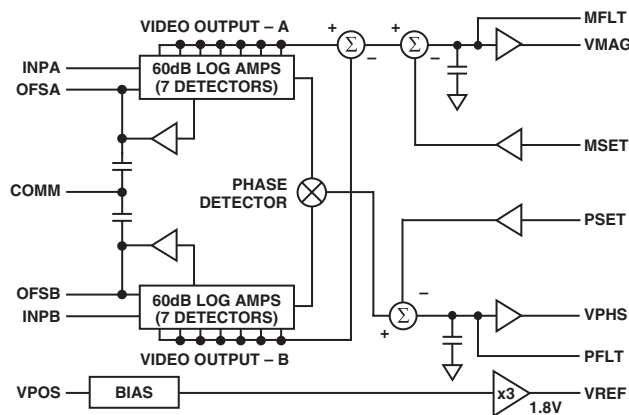 VIDEO OUTPUT – A
INPA
OFSA
60dB LOG AMPS
(7 DETECTORS)
+
Σ
–
+
Σ
–
MFLT
VMAG
MSET
COMM
PHASE
DETECTOR
PSET
–
+
Σ
OFSB
INPB
60dB LOG AMPS
(7 DETECTORS)
VIDEO OUTPUT – B
VPHS
PFLT
VPOS
BIAS
x3
1.8V
VREF